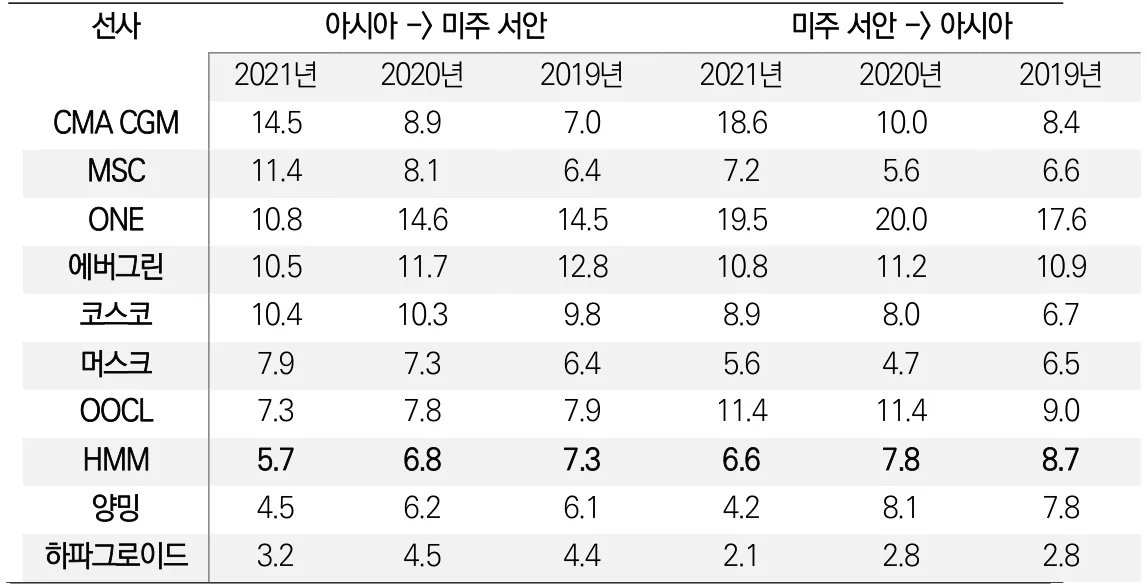 선사 아시아 -> 미주 서안 미주 서안 -> 아시아
2021년 2020년 2019년 2021년 2020년 2019년
CMA CGM 14.5 8.9 7.0 18.6 10.0 8.4
MSC 11.4 8.1 6.4 7.2 5.6 6.6
ONE 10.8 14.6 14.5 19.5 20.0 17.6
에버그린 10.5 11.7 12.8 10.8 11.2 10.9
코스코 10.4 10.3 9.8 8.9 8.0 6.7
머스크 7.9 7.3 6.4 5.6 4.7 6.5
OOCL 7.3 7.8 7.9 11.4 11.4 9.0
HMM 5.7 6.8 7.3 6.6 7.8 8.7
양밍 4.5 6.2 6.1 4.2 8.1 7.8
하파그로이드 3.2 4.5 4.4 2.1 2.8 2.8